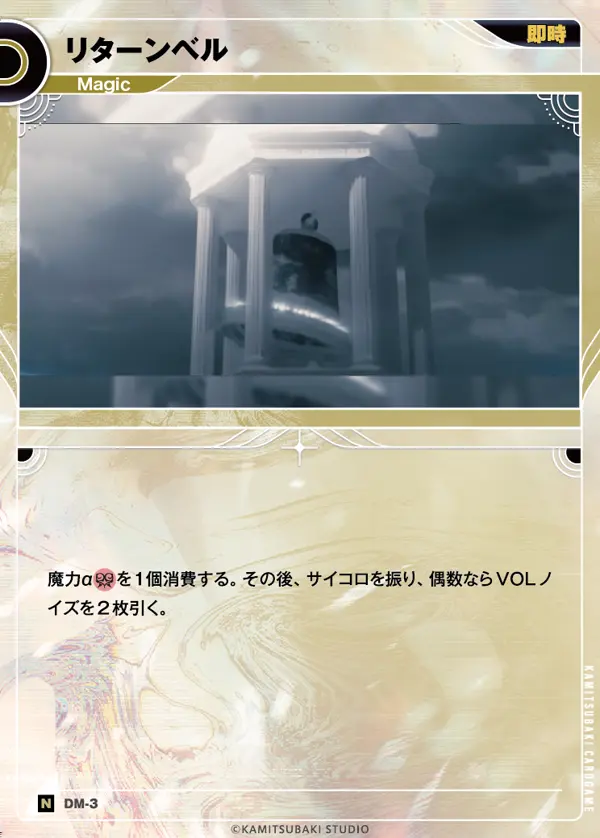 リターンベル
即時
Magic
魔力α を1個消費する。その後、サイコロを振り、偶数ならVOLノ
イズを2枚引く。
KAMITSUBAKI CARDGAME
N DM-3
©KAMITSUBAKI STUDIO